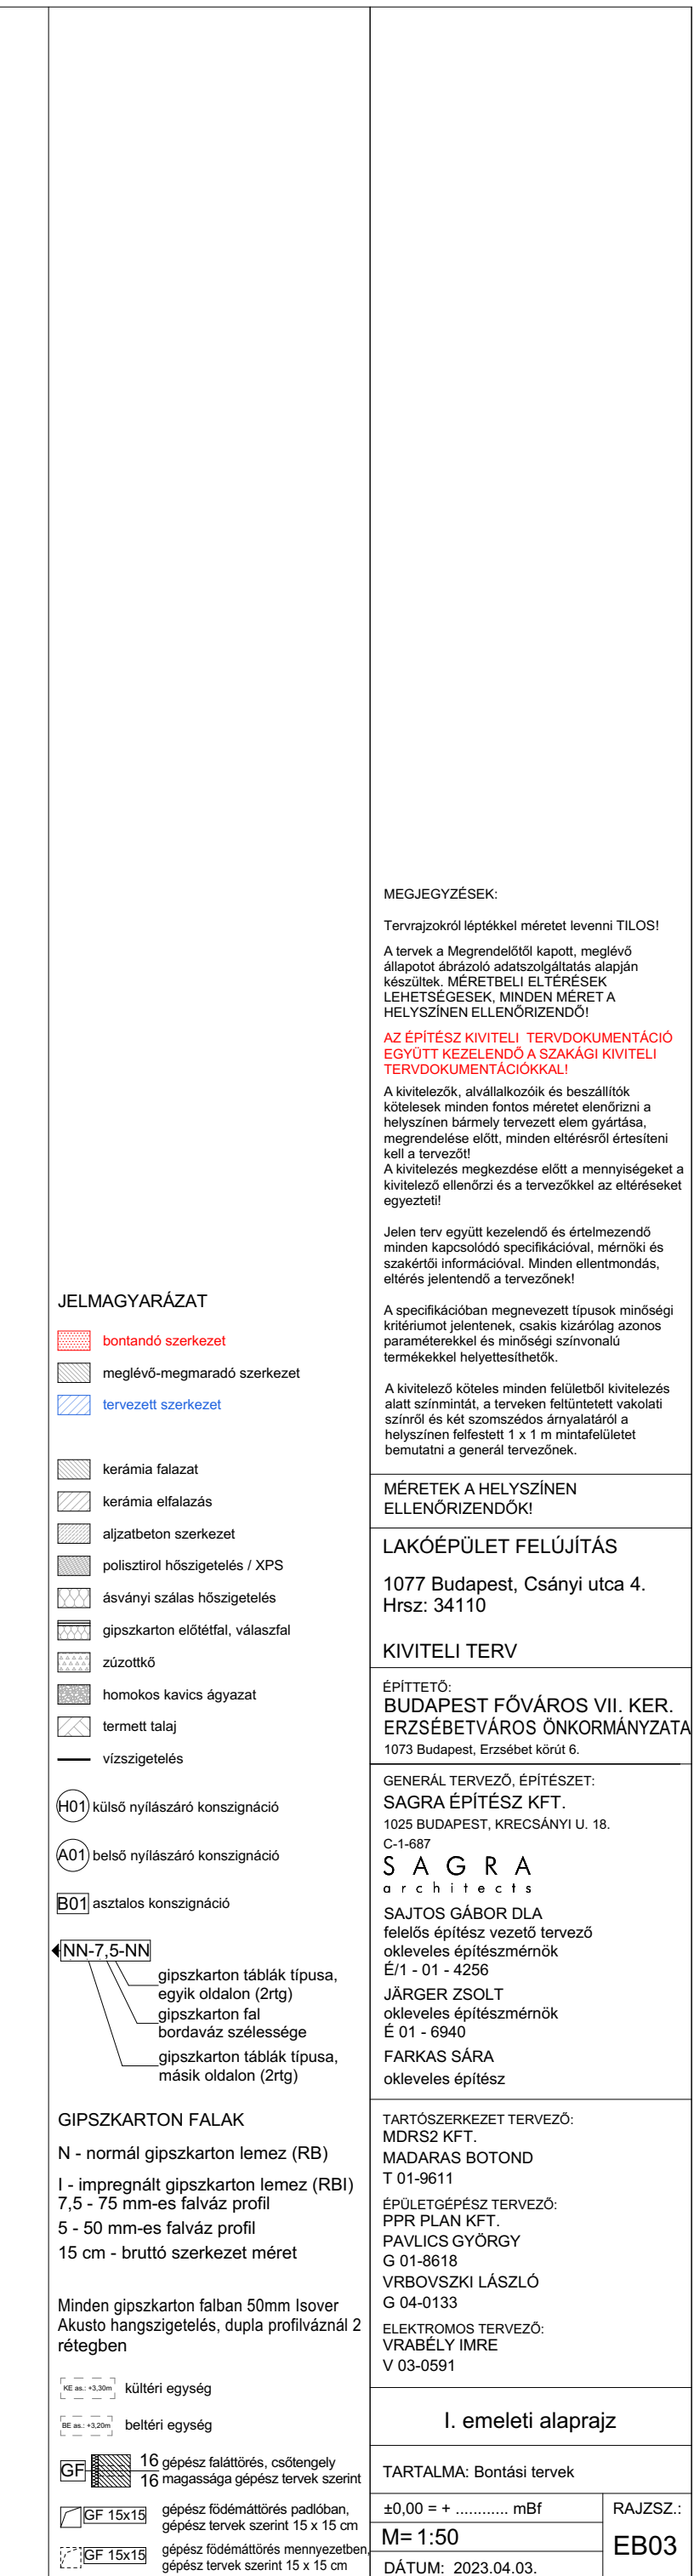 JELMAGYARÁZAT
bontandó szerkezet
meglévő-megmaradó szerkezet
tervezett szerkezet
kerámia falazat
kerámia elfalazás
aljzatbeton szerkezet
polisztirol hőszigetelés / XPS
ásványi szálas hőszigetelés
gipszkarton előtétfal, válaszfal
zúzottkő
homokos kavics ágyazat
termett talaj
vízszigetelés
H01 külső nyílászáró konszignáció
A01 belső nyílászáró konszignáció
B01 asztalos konszignáció
NN-7,5-NN
gipszkarton táblák típusa,
egyik oldalon (2rtg)
gipszkarton fal
bordaváz szélessége
gipszkarton táblák típusa,
másik oldalon (2rtg)
GIPSZKARTON FALAK
N - normál gipszkarton lemez (RB)
I - impregnált gipszkarton lemez (RBI)
7,5 - 75 mm-es falváz profil
5 - 50 mm-es falváz profil
15 cm - bruttó szerkezet méret
Minden gipszkarton falban 50mm Isover
Akusto hangszigetelés, dupla profilváznál 2
rétegben
KE as.: +3,30m kültéri egység
BE as.: +3,20m beltéri egység
GF 16 gépész faláttörés, csőtengely
16 magassága gépész tervek szerint
GF 15x15 gépész födémáttörés padlóban,
gépész tervek szerint 15 x 15 cm
GF 15x15 gépész födémáttörés mennyezetben,
gépész tervek szerint 15 x 15 cm
MEGJEGYZÉSEK:
Tervrajzokról léptékkel méretet levenni TILOS!
A tervek a Megrendelőtől kapott, meglévő
állapotot ábrázoló adatszolgáltatás alapján
készültek. MÉRETBELI ELTÉRÉSEK
LEHETSÉGESEK, MINDEN MÉRET A
HELYSZÍNEN ELLENŐRIZENDŐ!
AZ ÉPÍTÉSZ KIVITELI TERVDOKUMENTÁCIÓ
EGYÜTT KEZELENDŐ A SZAKÁGI KIVITELI
TERVDOKUMENTÁCIÓKKAL!
A kivitelezők, alvállalkozóik és beszállítók
kötelesek minden fontos méretet elenőrizni a
helyszínen bármely tervezett elem gyártása,
megrendelése előtt, minden eltérésről értesíteni
kell a tervezőt!
A kivitelezés megkezdése előtt a mennyiségeket a
kivitelező ellenőrzi és a tervezőkkel az eltéréseket
egyezteti!
Jelen terv együtt kezelendő és értelmezendő
minden kapcsolódó specifikációval, mérnöki és
szakértői információval. Minden ellentmondás,
eltérés jelentendő a tervezőnek!
A specifikációban megnevezett típusok minőségi
kritériumot jelentenek, csakis kizárólag azonos
paraméterekkel és minőségi színvonalú
termékekkel helyettesíthetők.
A kivitelező köteles minden felületből kivitelezés
alatt színmintát, a terveken feltüntetett vakolati
színről és két szomszédos árnyalatáról a
helyszínen felfestett 1 x 1 m mintafelületet
bemutatni a generál tervezőnek.
MÉRETEK A HELYSZÍNEN
ELLENŐRIZENDŐK!
LAKÓÉPÜLET FELÚJÍTÁS
1077 Budapest, Csányi utca 4.
Hrsz: 34110
KIVITELI TERV
ÉPÍTTETŐ:
BUDAPEST FŐVÁROS VII. KER.
ERZSÉBETVÁROS ÖNKORMÁNYZATA
1073 Budapest, Erzsébet körút 6.
GENERÁL TERVEZŐ, ÉPÍTÉSZET:
SAGRA ÉPÍTÉSZ KFT.
1025 BUDAPEST, KRECSÁNYI U. 18.
C-1-687
SAGRA
architects
SAJTOS GÁBOR DLA
felelős építész vezető tervező
okleveles építészmérnök
É/1 - 01 - 4256
JÄRGER ZSOLT
okleveles építészmérnök
É 01 - 6940
FARKAS SÁRA
okleveles építész
TARTÓSZERKEZET TERVEZŐ:
MDRS2 KFT.
MADARAS BOTOND
T 01-9611
ÉPÜLETGÉPÉSZ TERVEZŐ:
PPR PLAN KFT.
PAVLICS GYÖRGY
G 01-8618
VRBOVSZKI LÁSZLÓ
G 04-0133
ELEKTROMOS TERVEZŐ:
VRABÉLY IMRE
V 03-0591
I. emeleti alaprajz
TARTALMA: Bontási tervek
±0,00 = + ............ mBf
M= 1:50
DÁTUM: 2023.04.03.
RAJZSZ.:
EB03